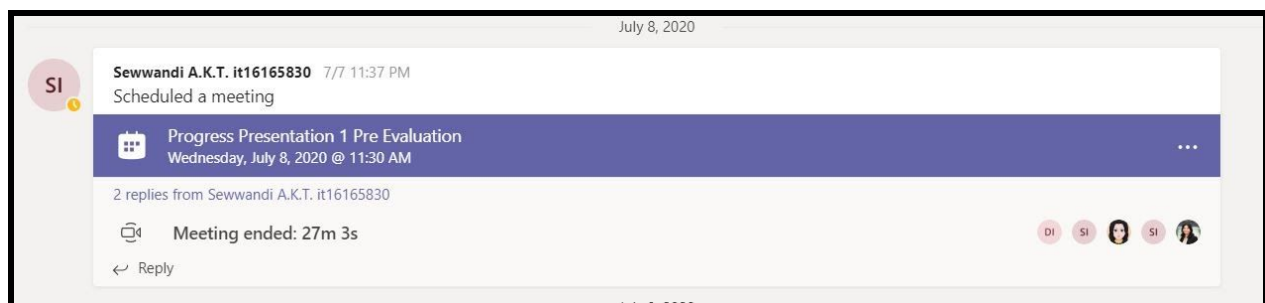 July 8, 2020
SI
Sewwandi A.K.T. it16165830 7/7 11:37 PM
Scheduled a meeting
Progress Presentation 1 Pre Evaluation
Wednesday, July 8, 2020 @ 11:30 AM
2 replies from Sewwandi A.K.T. it16165830
Meeting ended: 27m 3s
DI SI SI
Reply